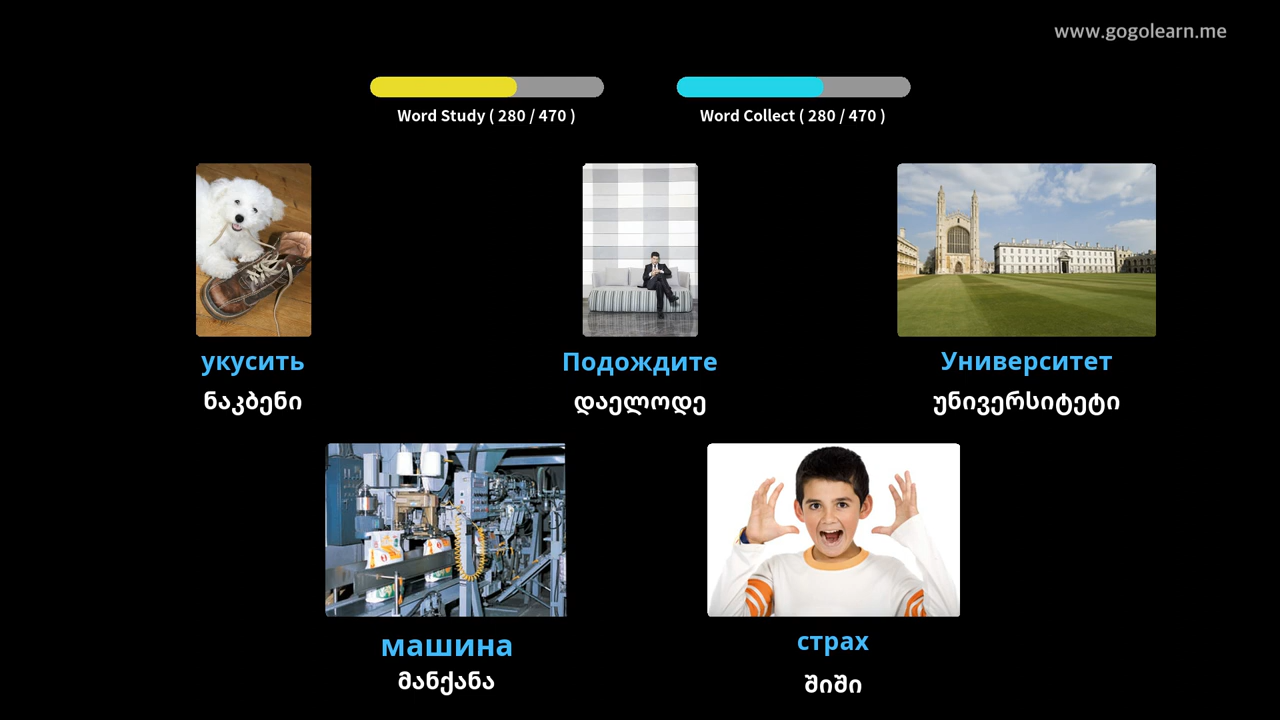 www.gogolearn.me
Word Study ( 280 / 470 )
Word Collect ( 280 / 470 )
укусить
ნაკბენი
Подождите
დაელოდე
Университет
უნივერსიტეტი
машина
მანქანა
страх
შიში